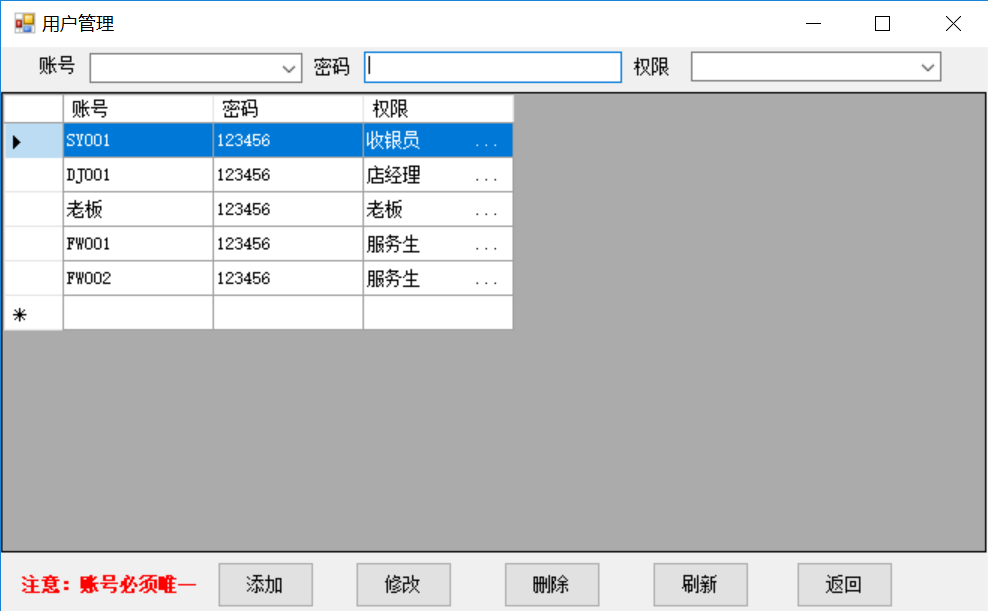 用户管理
账号 密码 权限
账号 密码 权限
SY001 123456 收银员 ...
DJ001 123456 店经理 ...
老板 123456 老板 ...
FW001 123456 服务生 ...
FW002 123456 服务生 ...
注意：账号必须唯一 添加 修改 删除 刷新 返回